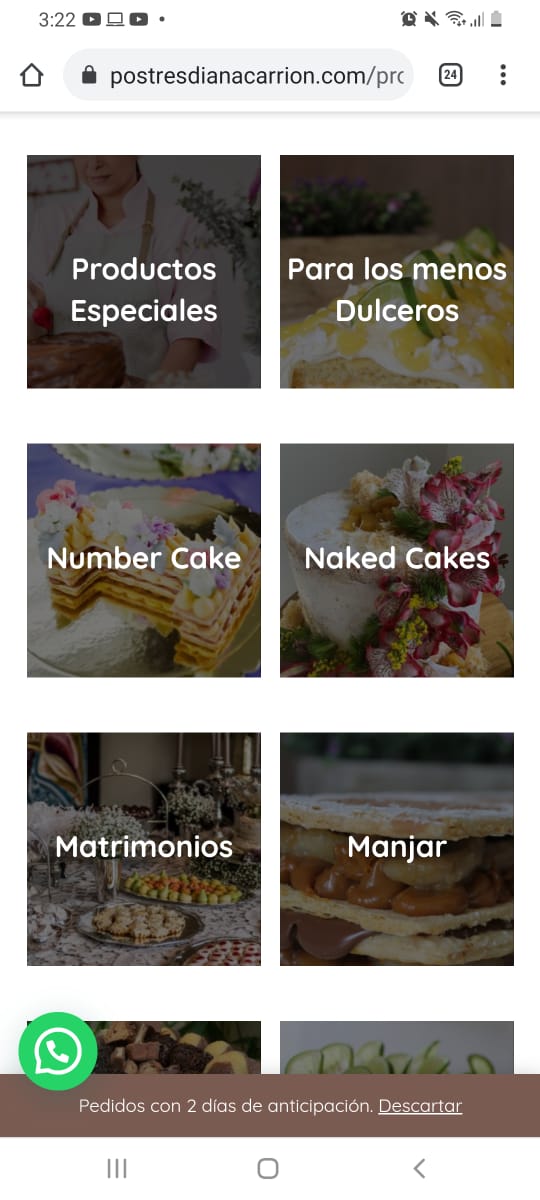 3:22
postresdianacarrion.com/pro
24
Productos
Especiales
Para los menos
Dulceros
Number Cake
Naked Cakes
Matrimonios
Manjar
Pedidos con 2 días de anticipación. Descartar